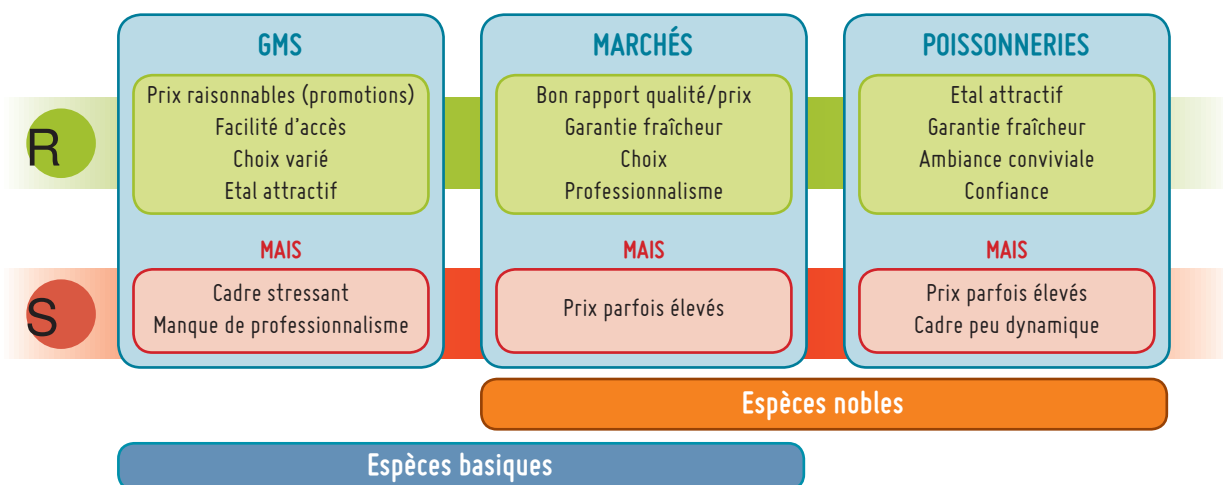 GMS
Prix raisonnables (promotions)
Facilité d'accès
Choix varié
Etal attractif
MAIS
Cadre stressant
Manque de professionnalisme
MARCHÉS
Bon rapport qualité/prix
Garantie fraîcheur
Choix
Professionnalisme
MAIS
Prix parfois élevés
POISSONNERIES
Etal attractif
Garantie fraîcheur
Ambiance conviviale
Confiance
MAIS
Prix parfois élevés
Cadre peu dynamique
R
S
Espèces nobles
Espèces basiques